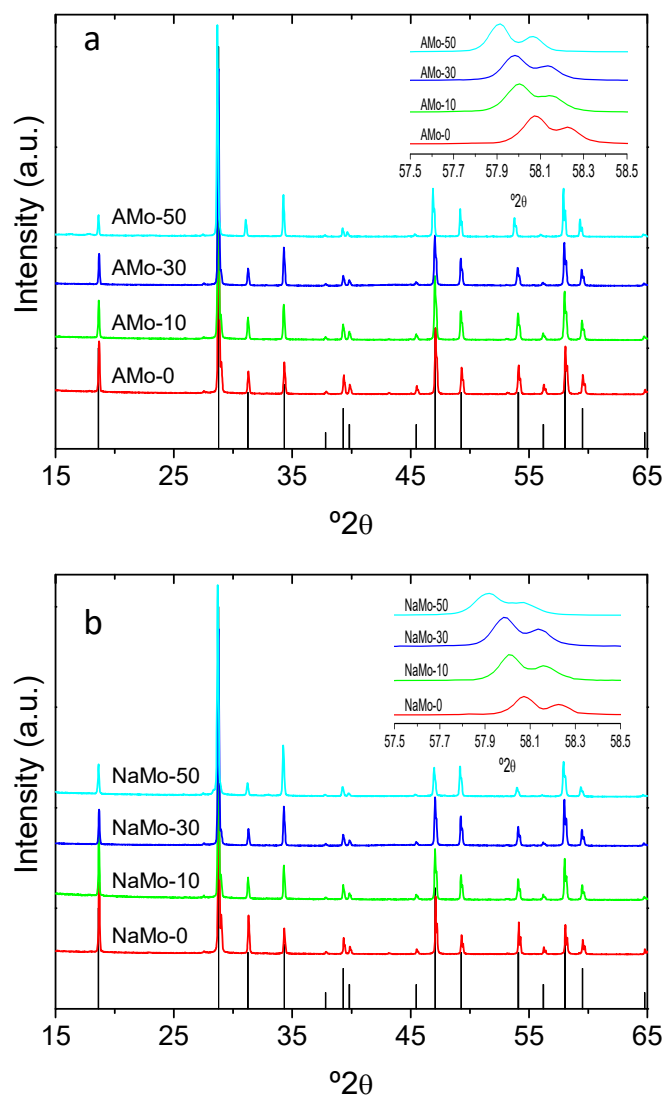 a
AMo-50
AMo-30
AMo-10
AMo-0
57.5 57.7 57.9 58.1 58.3 58.5
º2θ
AMo-50
AMo-30
AMo-10
AMo-0
Intensity (a.u.)
15 25 35 45 55 65
º2θ
b
NaMo-50
NaMo-30
NaMo-10
NaMo-0
57.5 57.7 57.9 58.1 58.3 58.5
º2θ
NaMo-50
NaMo-30
NaMo-10
NaMo-0
Intensity (a.u.)
15 25 35 45 55 65
º2θ